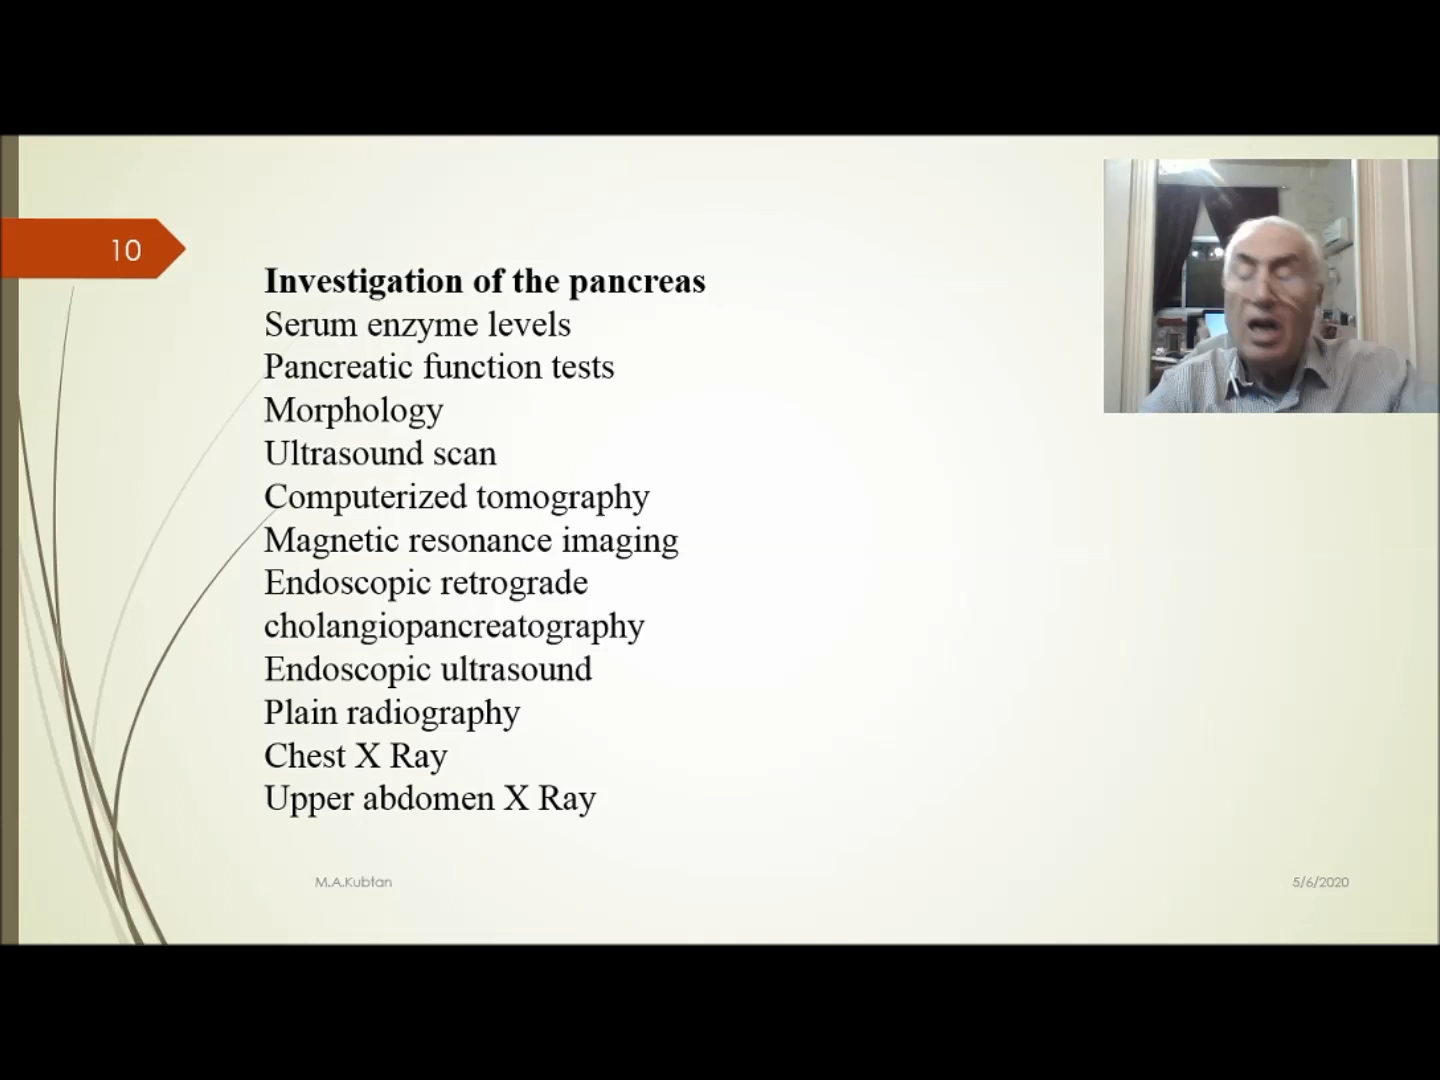 10
Investigation of the pancreas
Serum enzyme levels
Pancreatic function tests
Morphology
Ultrasound scan
Computerized tomography
Magnetic resonance imaging
Endoscopic retrograde
cholangiopancreatography
Endoscopic ultrasound
Plain radiography
Chest X Ray
Upper abdomen X Ray
M.A.Kubtan
5/6/2020